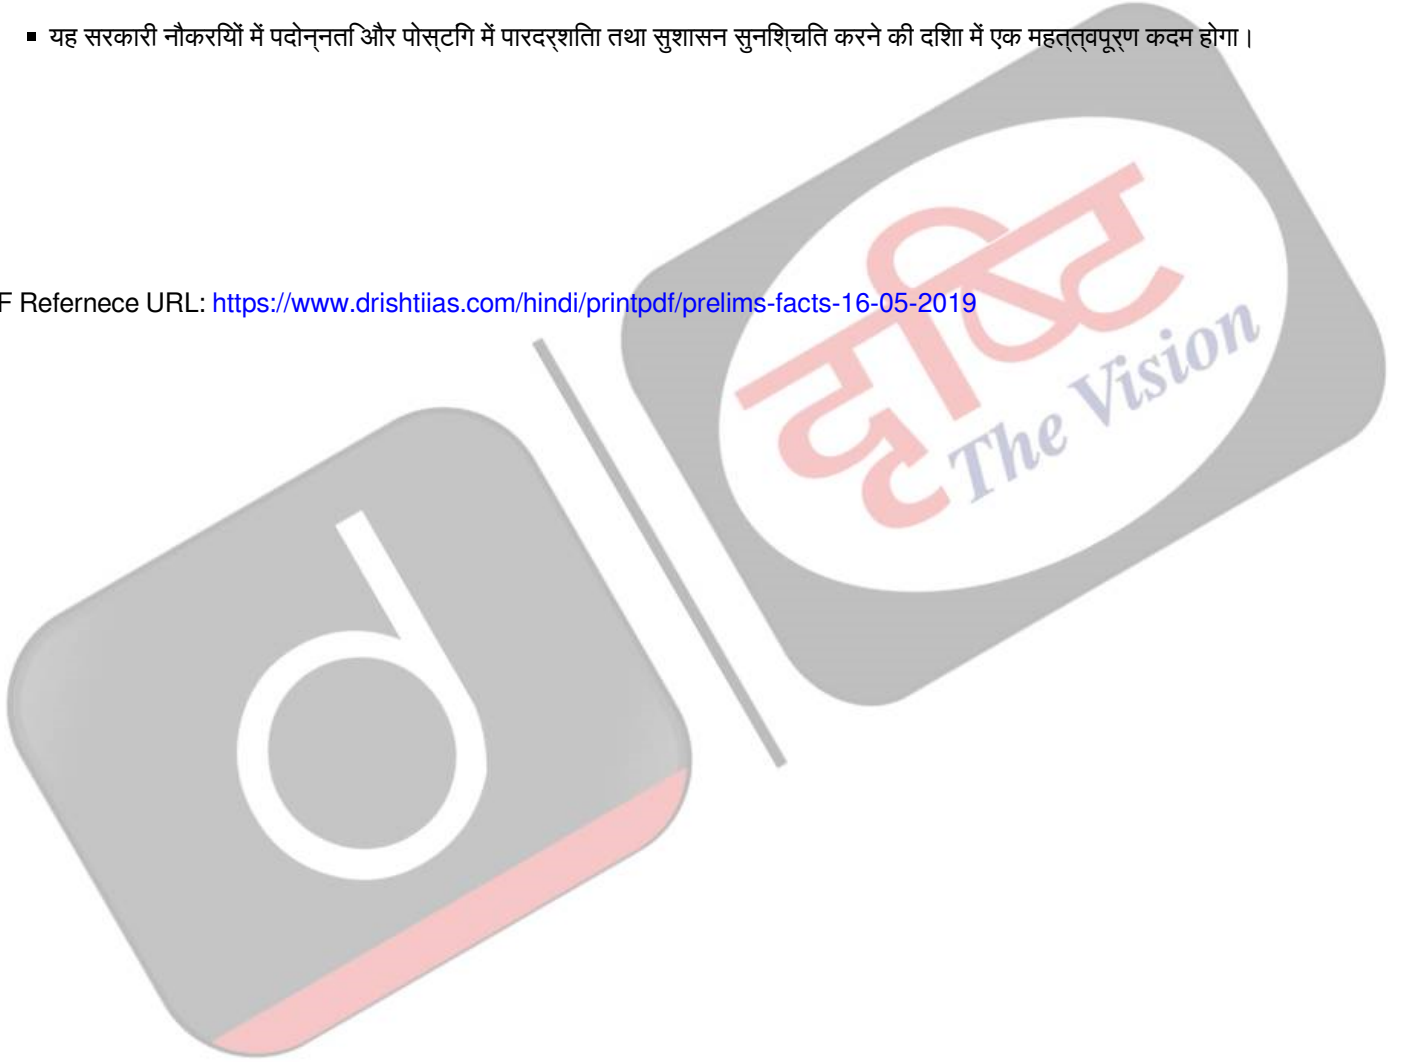 ▪ यह सरकारी नौकरियों में पदोन्नति और पोस्टिंग में पारदर्शिता तथा सुशासन सुनिश्चित करने की दिशा में एक महत्त्वपूर्ण कदम होगा।
F Refernece URL: https://www.drishtiias.com/hindi/printpdf/prelims-facts-16-05-2019
दृष्टि
The Vision
d